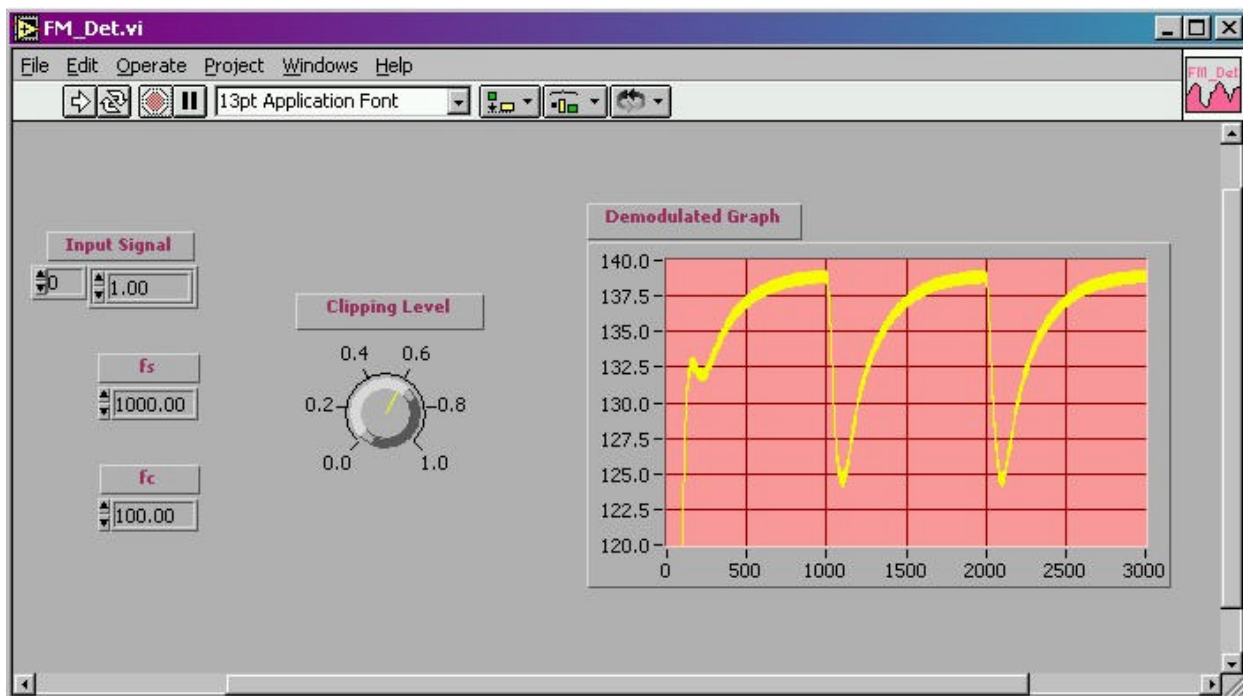 FM_Det.vi
File Edit Operate Project Windows Help
13pt Application Font
FM_Det
Input Signal
0
1.00
fs
1000.00
fc
100.00
Clipping Level
0.4 0.6
0.2 0.8
0.0 1.0
Demodulated Graph
140.0
137.5
135.0
132.5
130.0
127.5
125.0
122.5
120.0
0 500 1000 1500 2000 2500 3000